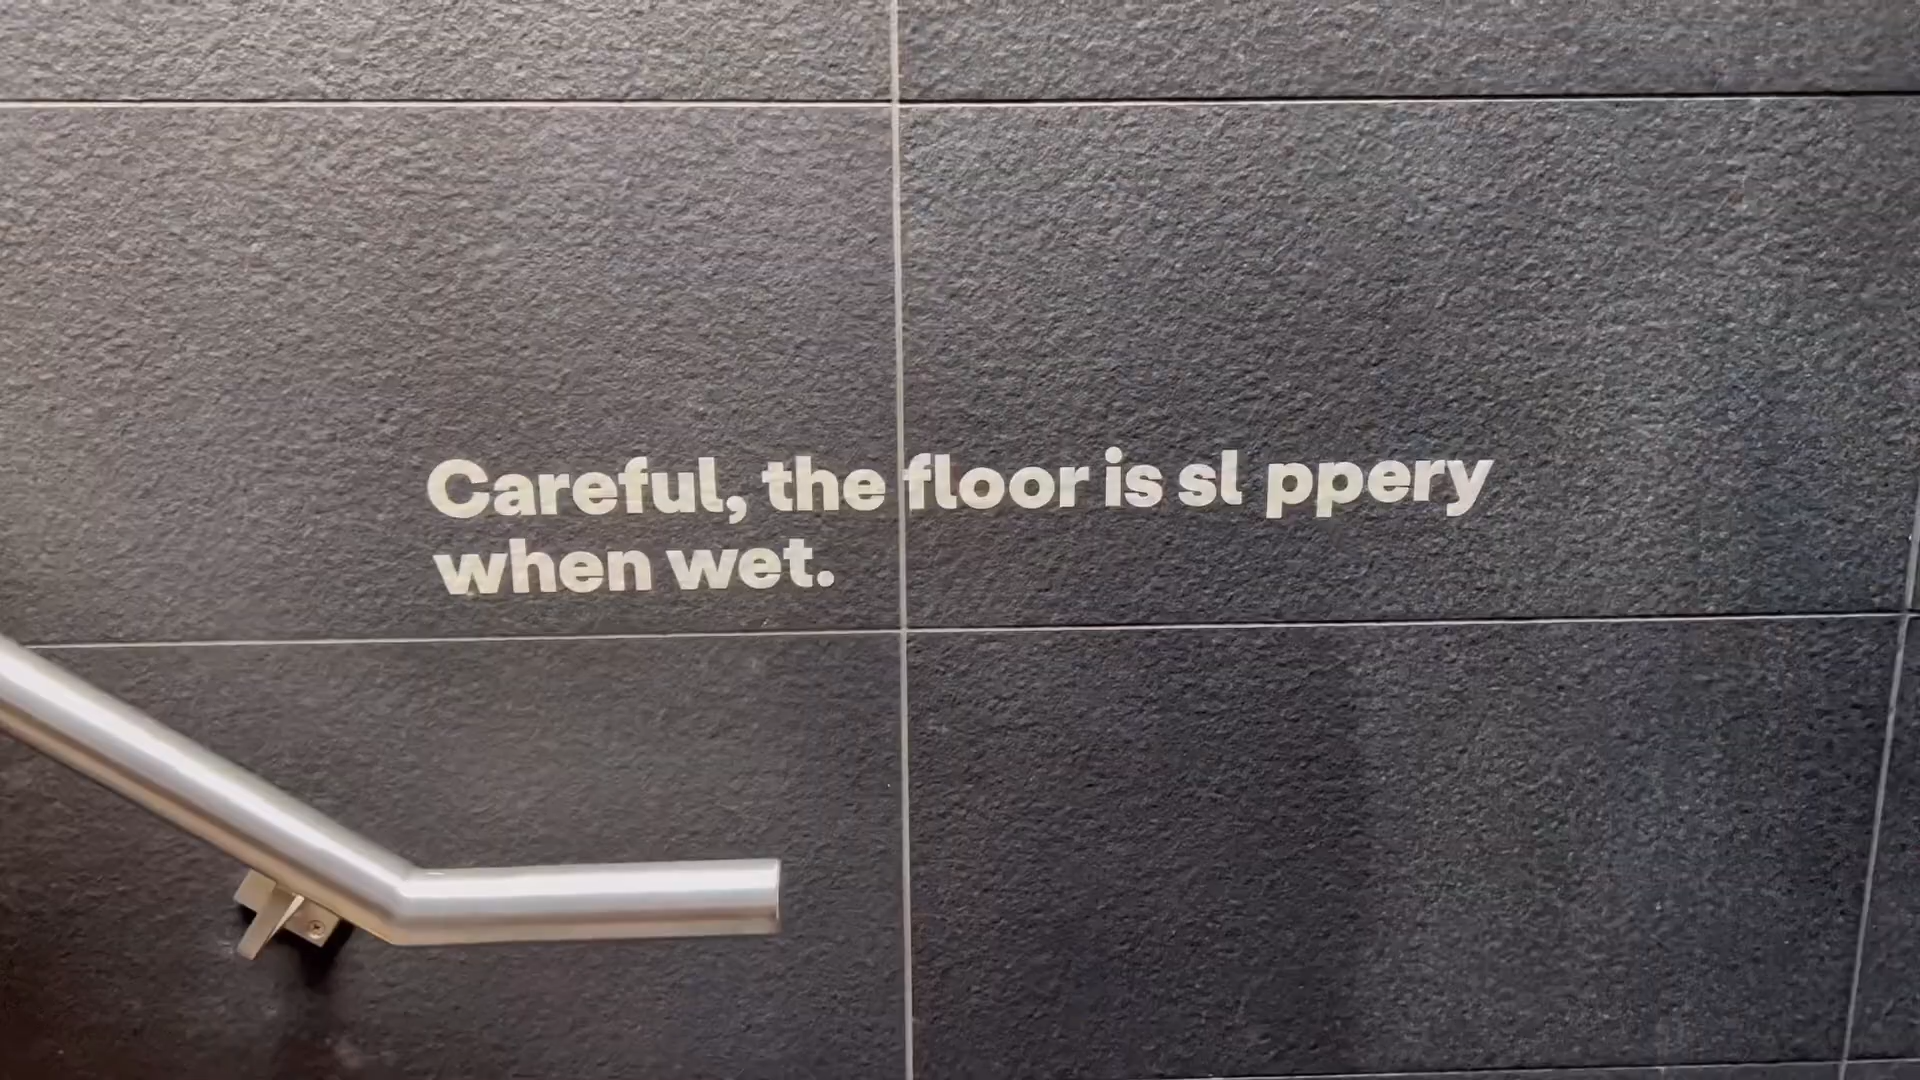 Careful, the floor is sl ppery
when wet.